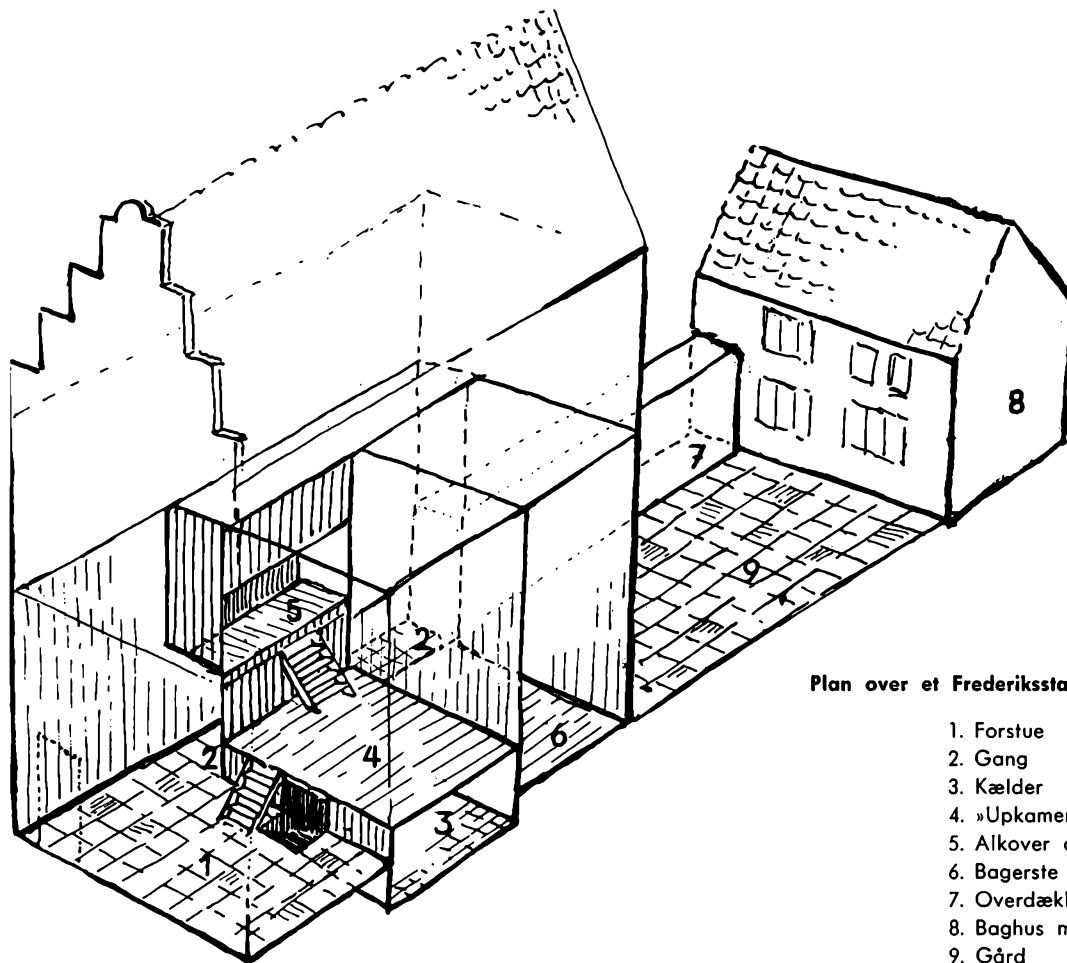 Plan over et Frederikssta
1. Forstue
2. Gang
3. Kælder
4. »Upkamer
5. Alkover
6. Bagerste
7. Overdæk
8. Baghus
9. Gård
5
2
2
4
6
3
1
7
8
9